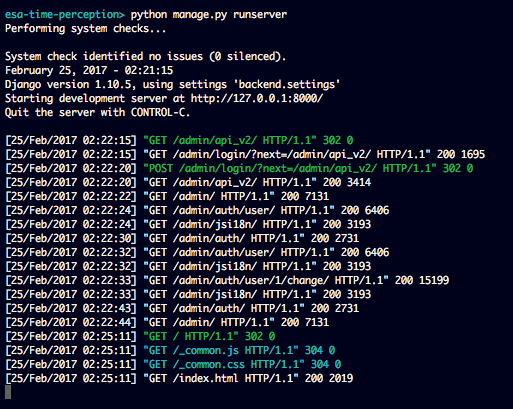 esa-time-perception> python manage.py runserver
Performing system checks...
System check identified no issues (0 silenced).
February 25, 2017 - 02:21:15
Django version 1.10.5, using settings 'backend.settings'
Starting development server at http://127.0.0.1:8000/
Quit the server with CONTROL-C.
[25/Feb/2017 02:22:15] "GET /admin/api_v2/ HTTP/1.1" 302 0
[25/Feb/2017 02:22:15] "GET /admin/login/?next=/admin/api_v2/ HTTP/1.1" 200 1695
[25/Feb/2017 02:22:20] "POST /admin/login/?next=/admin/api_v2/ HTTP/1.1" 302 0
[25/Feb/2017 02:22:20] "GET /admin/api_v2/ HTTP/1.1" 200 3414
[25/Feb/2017 02:22:22] "GET /admin/ HTTP/1.1" 200 7131
[25/Feb/2017 02:22:24] "GET /admin/auth/user/ HTTP/1.1" 200 6406
[25/Feb/2017 02:22:24] "GET /admin/jsi18n/ HTTP/1.1" 200 3193
[25/Feb/2017 02:22:30] "GET /admin/auth/ HTTP/1.1" 200 2731
[25/Feb/2017 02:22:32] "GET /admin/auth/user/ HTTP/1.1" 200 6406
[25/Feb/2017 02:22:32] "GET /admin/jsi18n/ HTTP/1.1" 200 3193
[25/Feb/2017 02:22:33] "GET /admin/auth/user/1/change/ HTTP/1.1" 200 15199
[25/Feb/2017 02:22:33] "GET /admin/jsi18n/ HTTP/1.1" 200 3193
[25/Feb/2017 02:22:43] "GET /admin/auth/ HTTP/1.1" 200 2731
[25/Feb/2017 02:22:44] "GET /admin/ HTTP/1.1" 200 7131
[25/Feb/2017 02:25:11] "GET / HTTP/1.1" 302 0
[25/Feb/2017 02:25:11] "GET /_common.js HTTP/1.1" 304 0
[25/Feb/2017 02:25:11] "GET /_common.css HTTP/1.1" 304 0
[25/Feb/2017 02:25:11] "GET /index.html HTTP/1.1" 200 2019